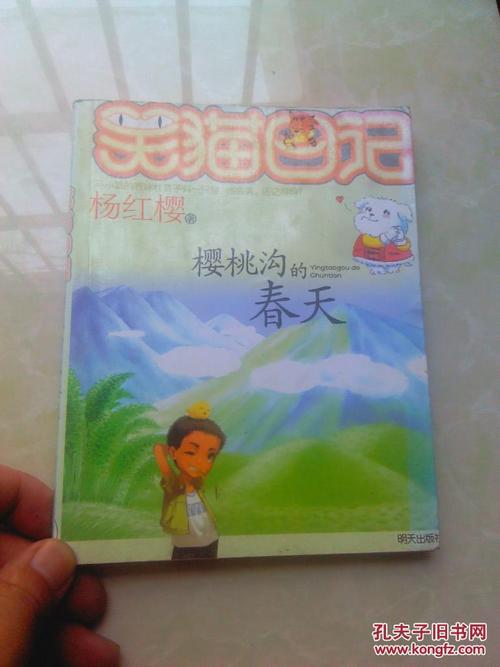 笑猫日记
杨红樱 著
樱桃沟的
Yingtaogou de
Chuntian
春天
明天出版社
孔夫子旧书网
www.kongfz.com